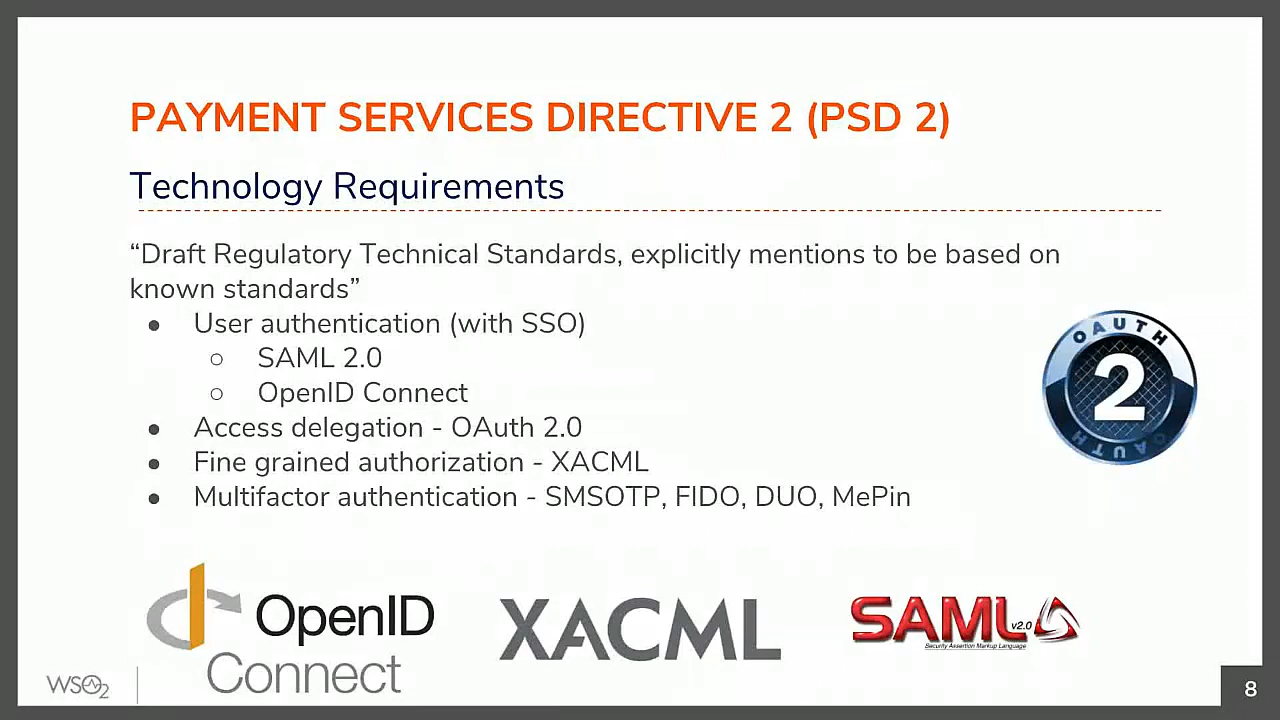 PAYMENT SERVICES DIRECTIVE 2 (PSD 2)
Technology Requirements
“Draft Regulatory Technical Standards, explicitly mentions to be based on
known standards”
● User authentication (with SSO)
○ SAML 2.0
○ OpenID Connect
● Access delegation - OAuth 2.0
● Fine grained authorization - XACML
● Multifactor authentication - SMSOTP, FIDO, DUO, MePin
OAUTH
2
OAUTH
OpenID
Connect
XACML
SAML v2.0
Security Assertion Markup Language
WSO2
8